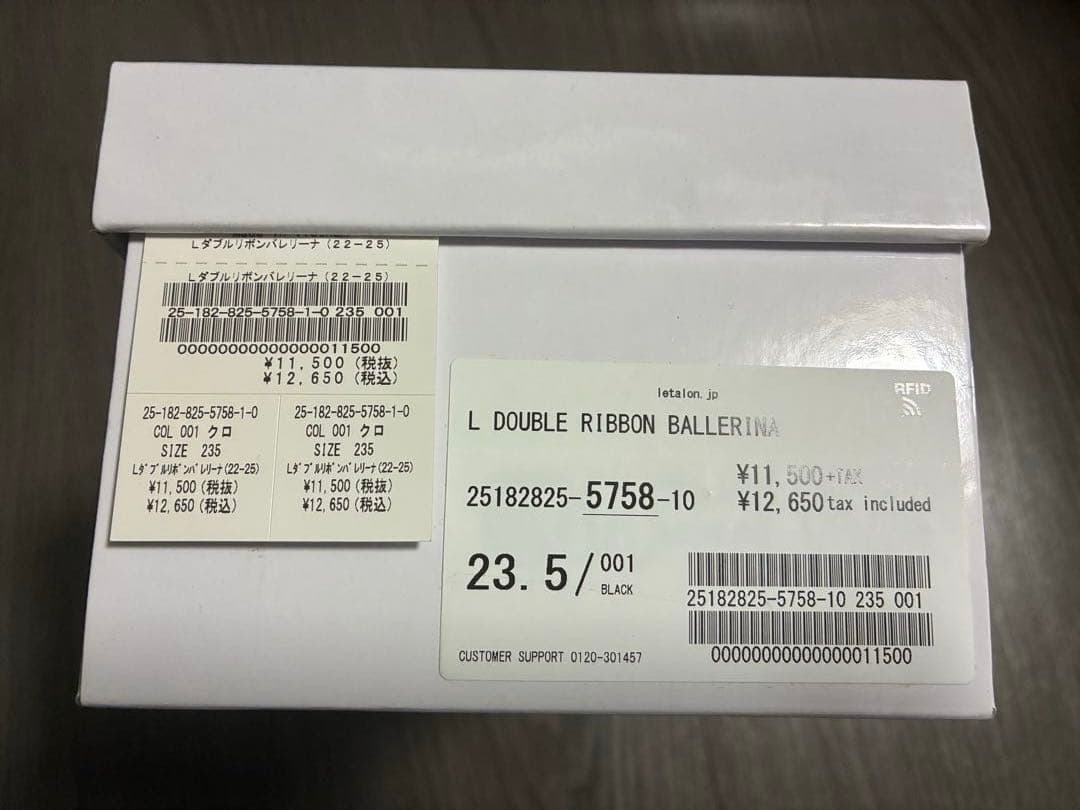 Lダブルリボンバレリーナ(22-25)
Lダブルリボンバレリーナ(22-25)
25-182-825-5758-1-0 235 001
00000000000000011500
¥11,500(税抜)
¥12,650(税込)
25-182-825-5758-1-0
COL 001 クロ
SIZE 235
Lダブルリボンバレリーナ(22-25)
¥11,500(税抜)
¥12,650(税込)
25-182-825-5758-1-0
COL 001 クロ
SIZE 235
Lダブルリボンバレリーナ(22-25)
¥11,500(税抜)
¥12,650(税込)
letalon.jp
RFID
L DOUBLE RIBBON BALLERINA
¥11,500+TAX
25182825-5758-10
¥12,650tax included
23.5/001
BLACK
25182825-5758-10 235 001
00000000000000011500
CUSTOMER SUPPORT 0120-301457